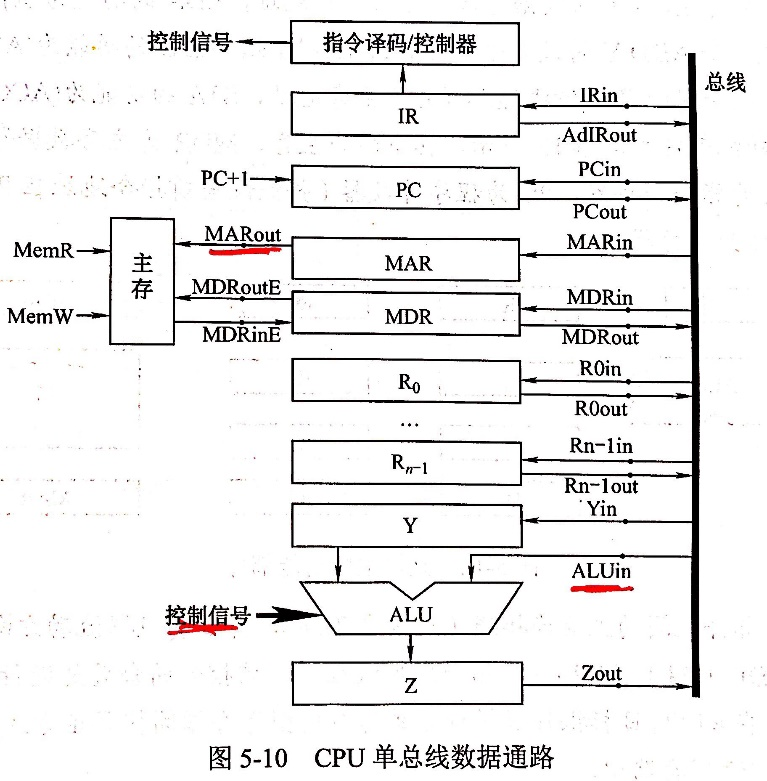 控制信号
指令译码/控制器
总线
IR
IRin
AdIRout
PC+1
PC
PCin
PCout
MemR
MemW
主存
MARout
MAR
MARin
MDRoutE
MDRinE
MDR
MDRin
MDRout
R0
R0in
R0out
...
Rn-1
Rn-1in
Rn-1out
Y
Yin
ALUin
控制信号
ALU
Z
Zout
图 5-10 CPU 单总线数据通路